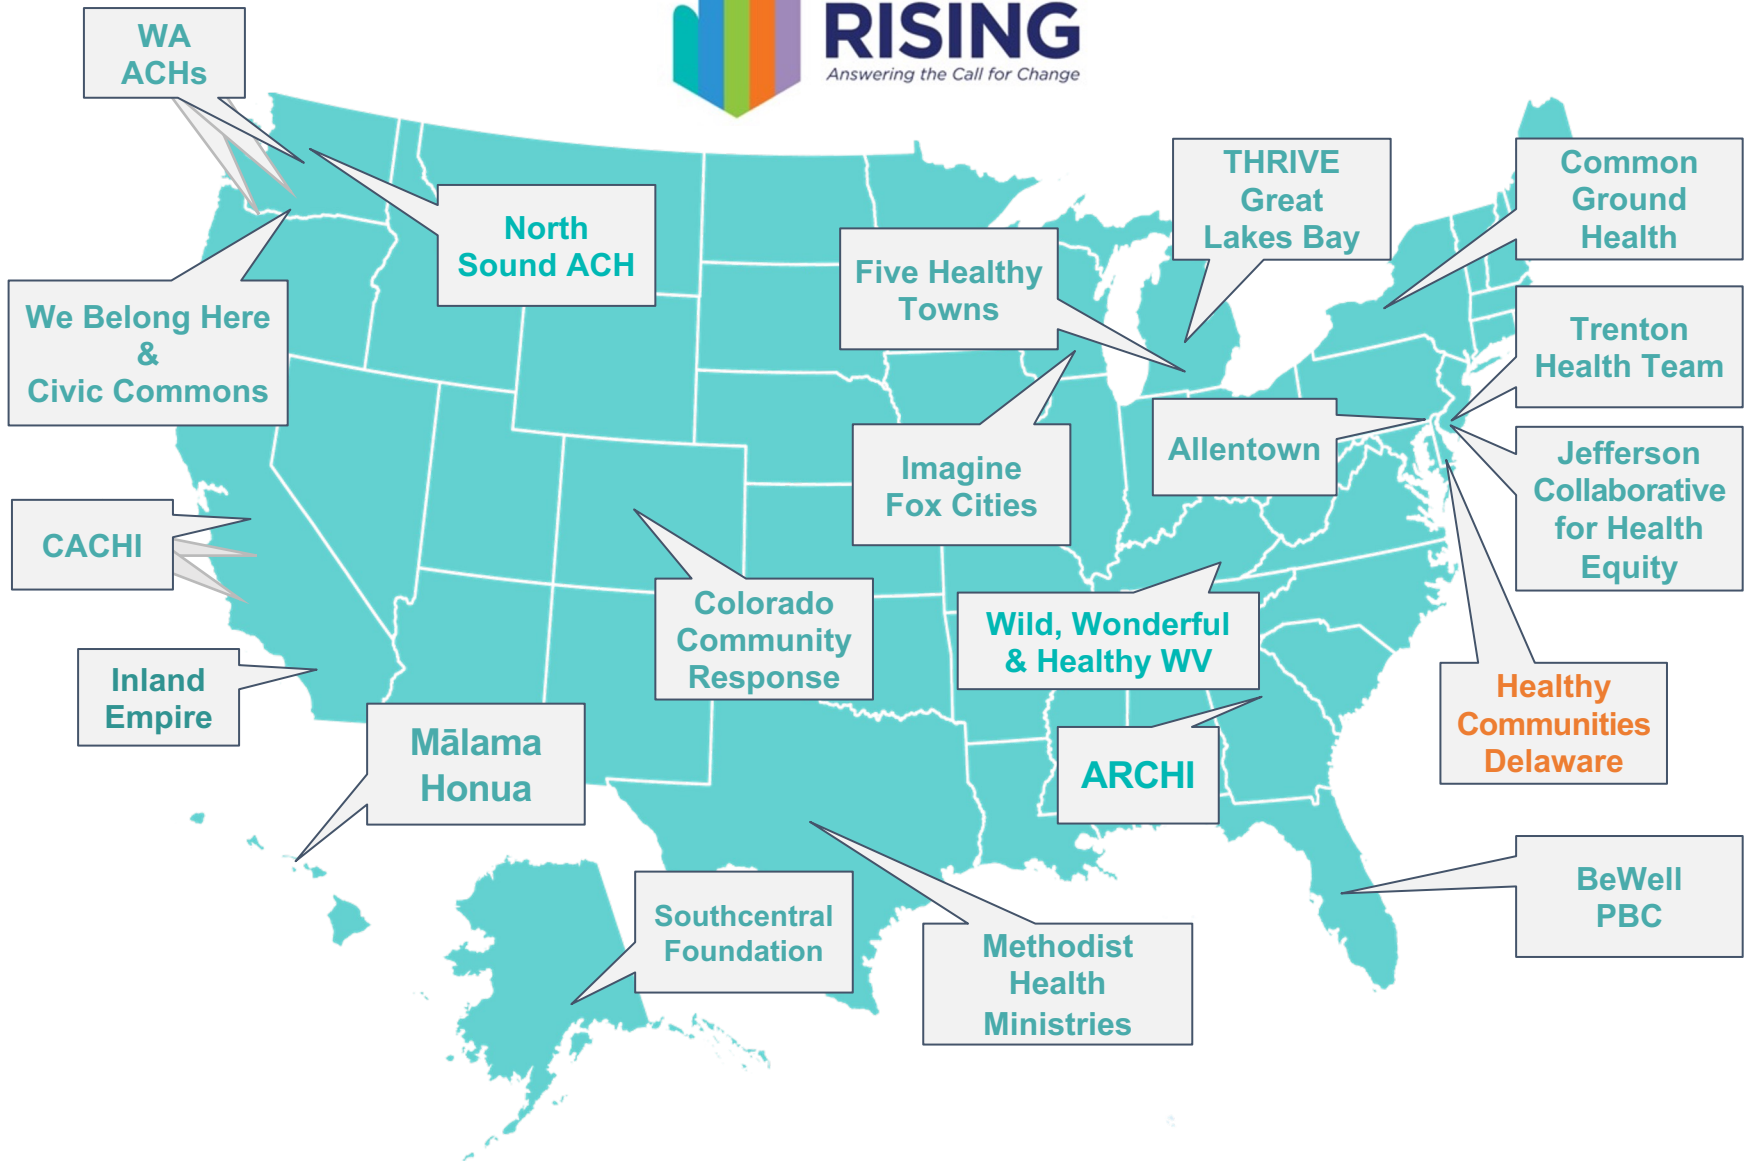 RISING
Answering the Call for Change
WA
ACHs
North
Sound ACH
We Belong Here
&
Civic Commons
CACHI
Inland
Empire
Mālama
Honua
Southcentral
Foundation
Colorado
Community
Response
Methodist
Health
Ministries
Five Healthy
Towns
Imagine
Fox Cities
THRIVE
Great
Lakes Bay
Allentown
Wild, Wonderful
& Healthy WV
ARCHI
Common
Ground
Health
Trenton
Health Team
Jefferson
Collaborative
for Health
Equity
Healthy
Communities
Delaware
BeWell
PBC